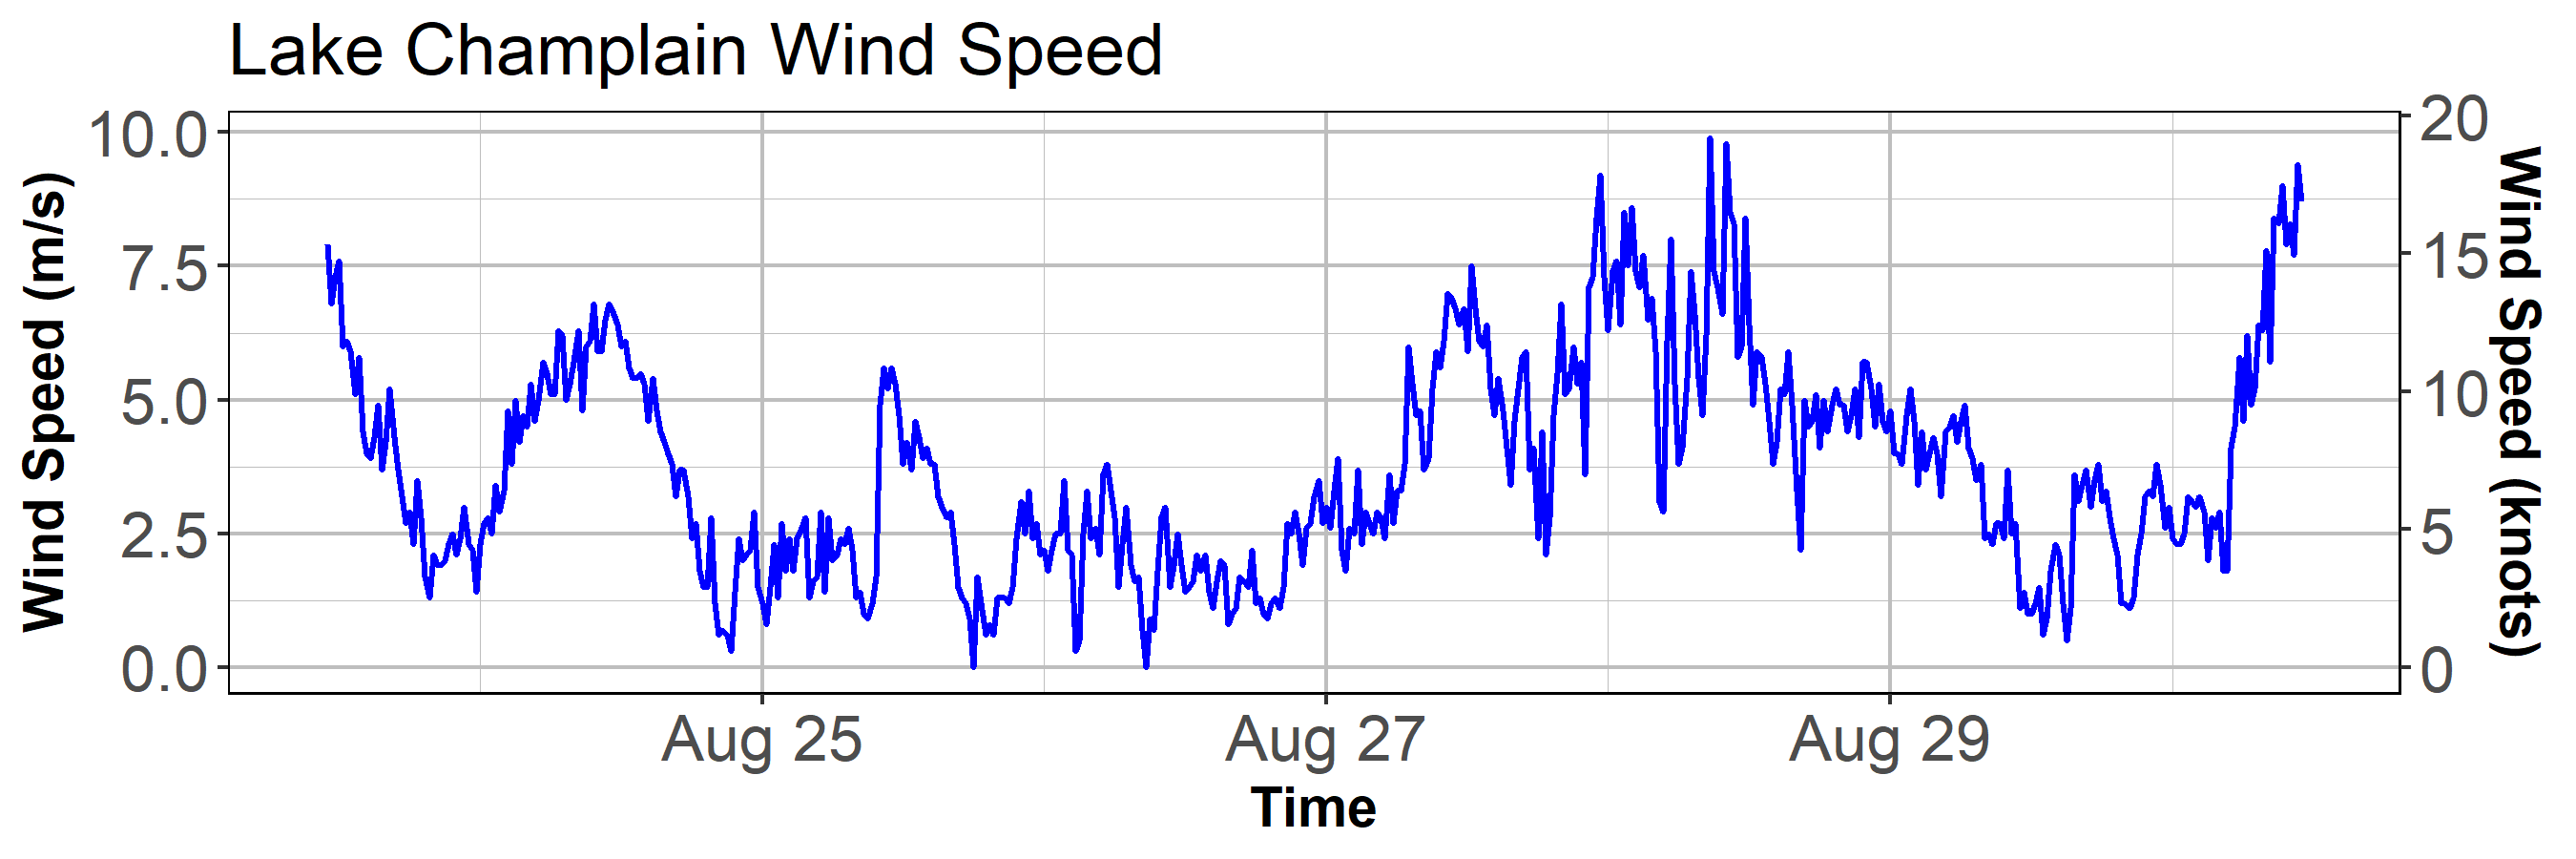 Lake Champlain Wind Speed
10.0
7.5
5.0
2.5
0.0
Wind Speed (m/s)
20
15
10
5
0
Wind Speed (knots)
Aug 25
Aug 27
Aug 29
Time